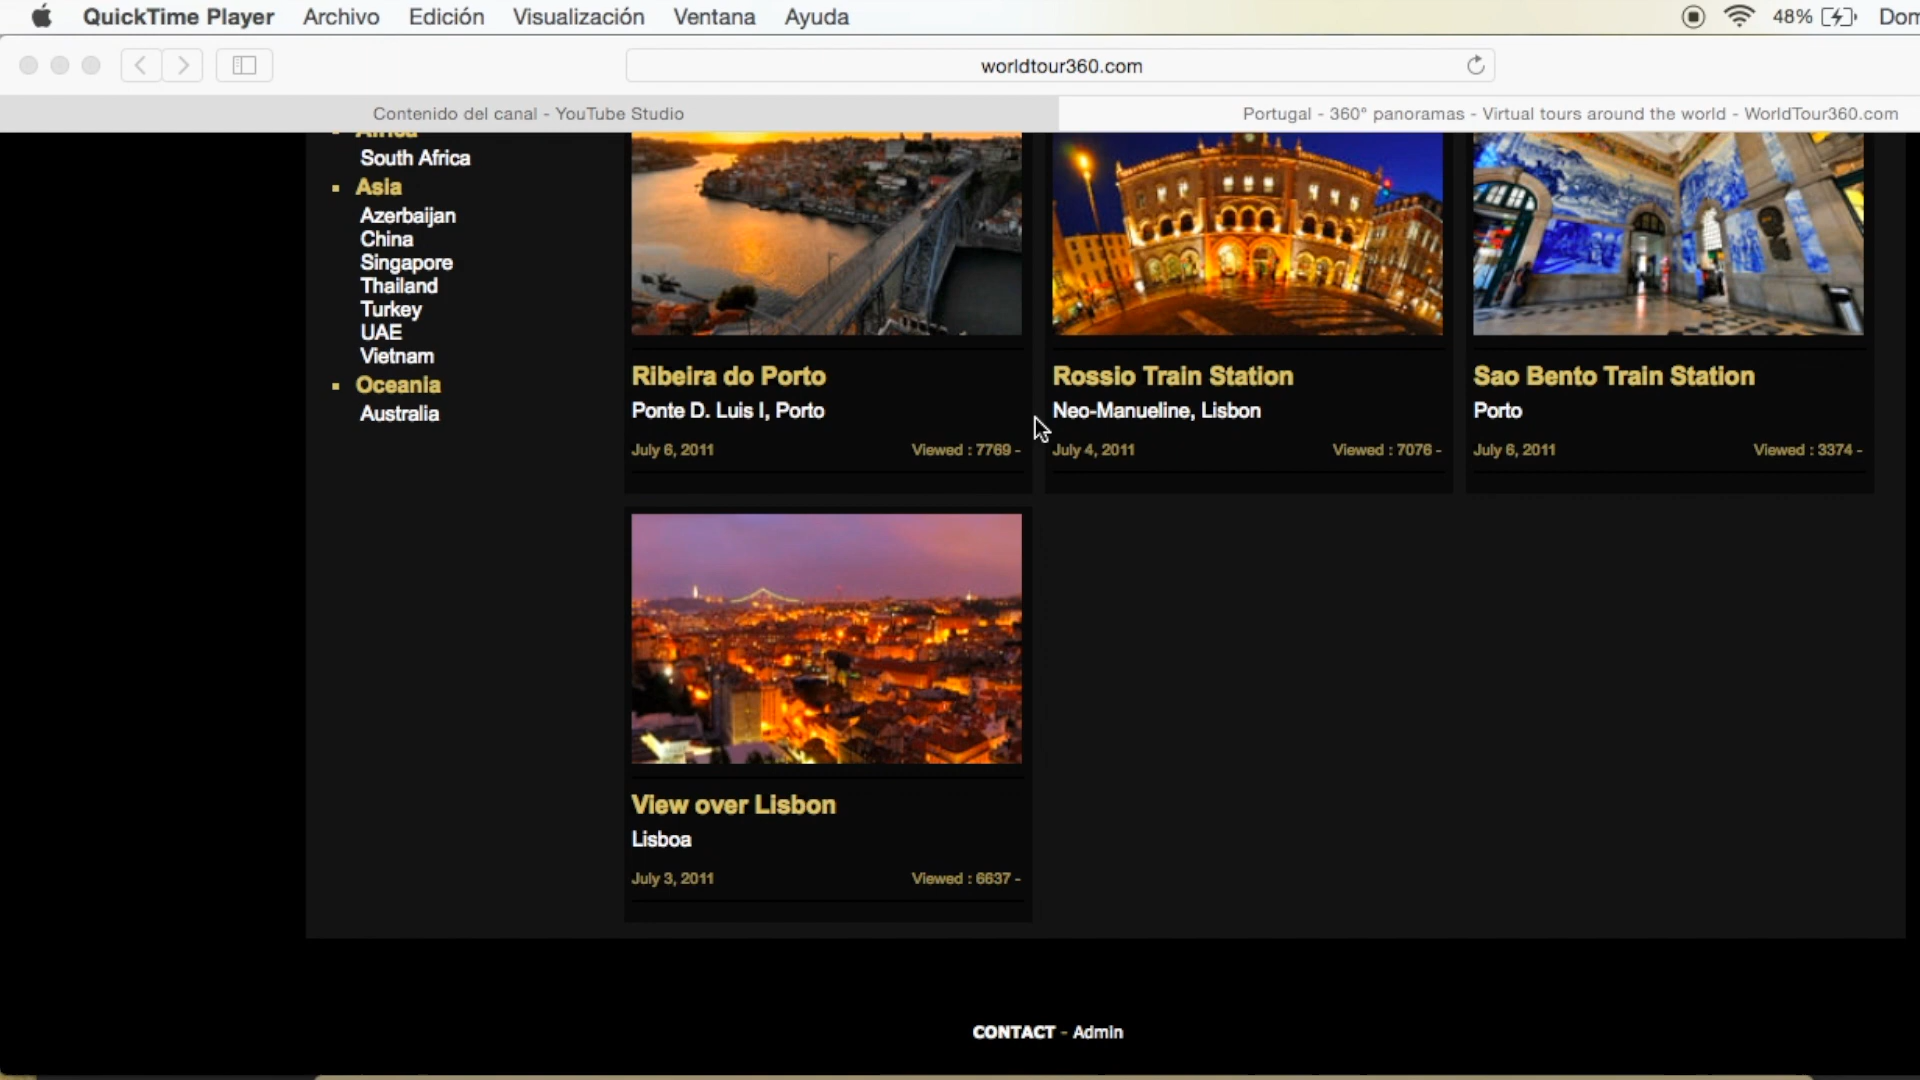 QuickTime Player Archivo Edición Visualización Ventana Ayuda 48% Dom
worldtour360.com
Contenido del canal - YouTube Studio
Portugal - 360° panoramas - Virtual tours around the world - WorldTour360.com
Africa
South Africa
Asia
Azerbaijan
China
Singapore
Thailand
Turkey
UAE
Vietnam
Oceania
Australia
Ribeira do Porto
Ponte D. Luis I, Porto
July 6, 2011 Viewed : 7769 -
Rossio Train Station
Neo-Manueline, Lisbon
July 4, 2011 Viewed : 7076 -
Sao Bento Train Station
Porto
July 6, 2011 Viewed : 3374 -
View over Lisbon
Lisboa
July 3, 2011 Viewed : 6637 -
CONTACT - Admin